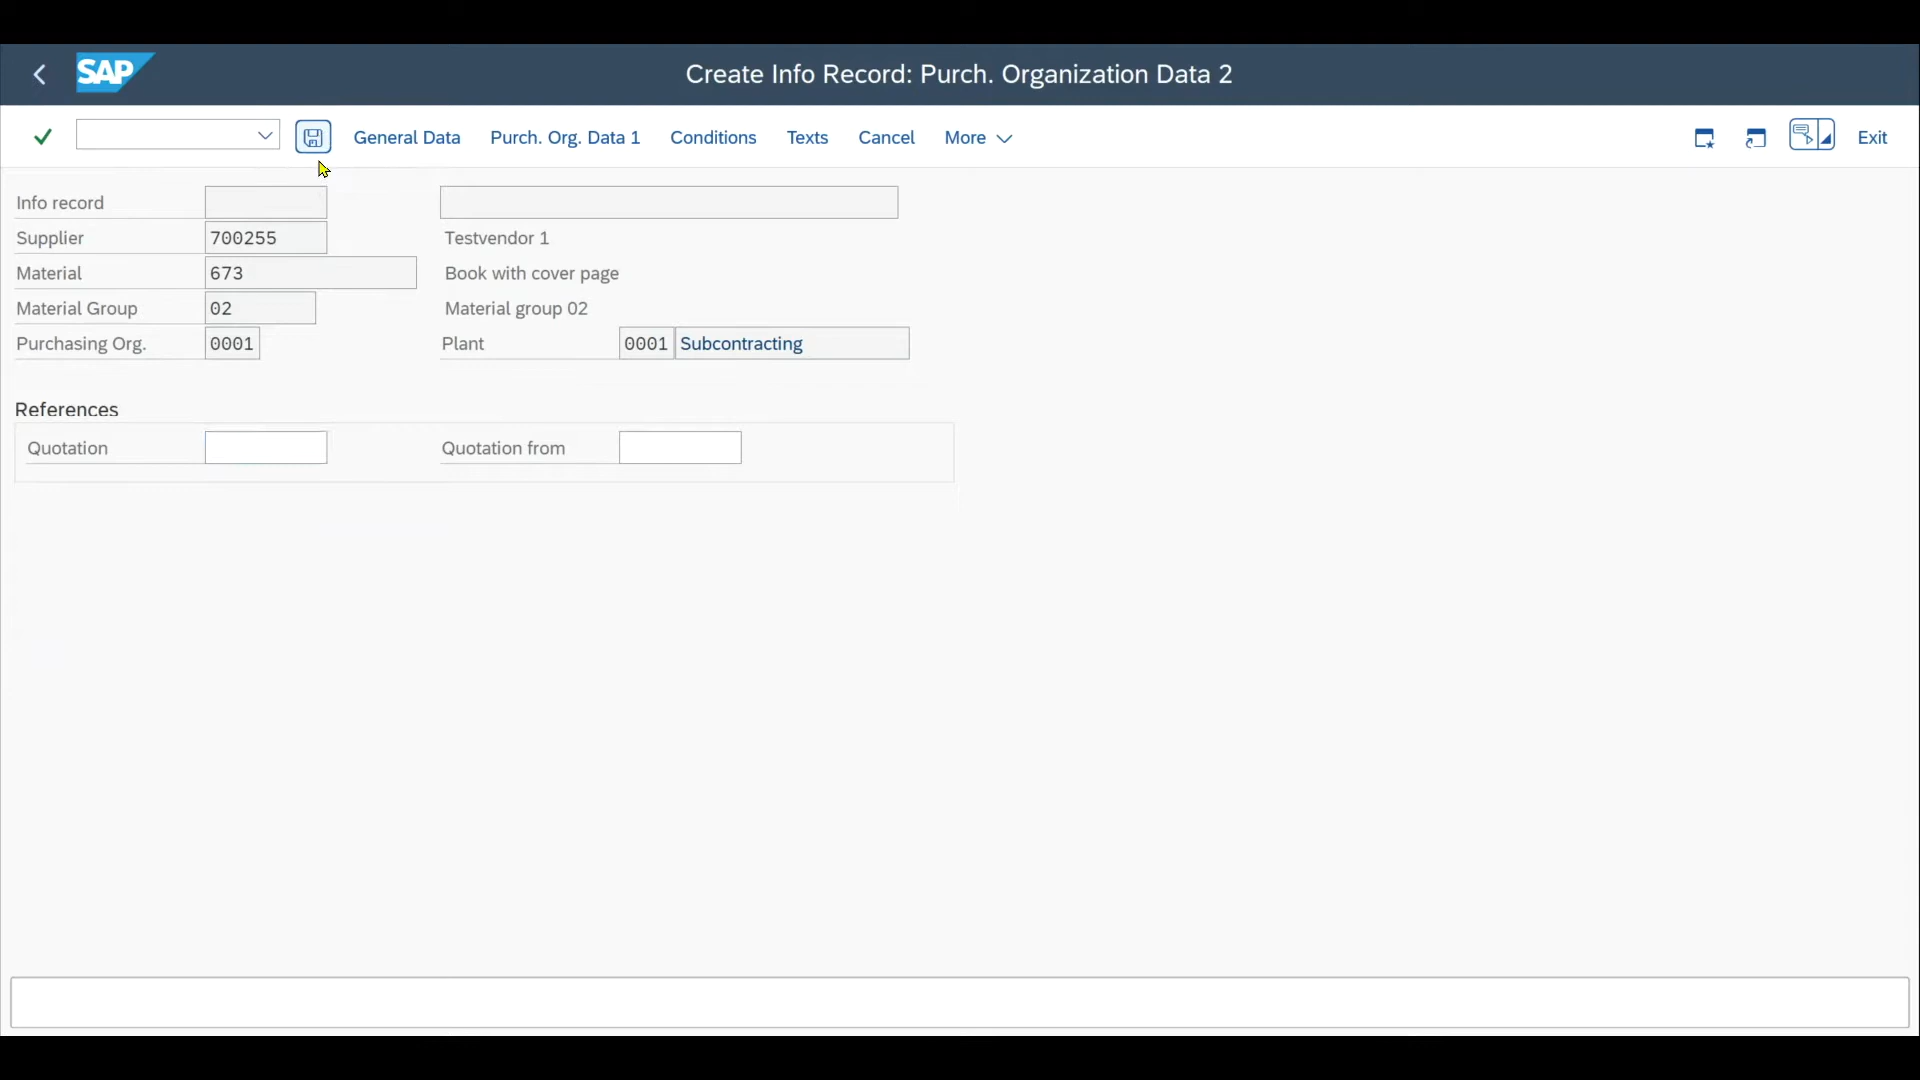 SAP Create Info Record: Purch. Organization Data 2
General Data Purch. Org. Data 1 Conditions Texts Cancel More Exit
Info record
Supplier 700255 Testvendor 1
Material 673 Book with cover page
Material Group 02 Material group 02
Purchasing Org. 0001 Plant 0001 Subcontracting
References
Quotation Quotation from